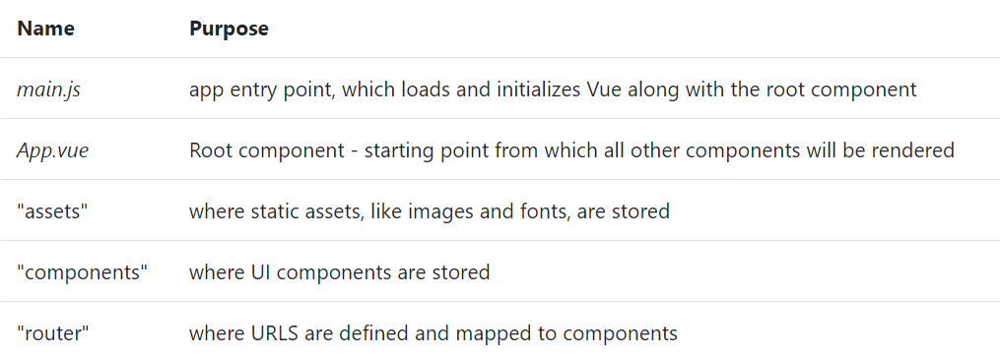 Name Purpose
main.js app entry point, which loads and initializes Vue along with the root component
App.vue Root component - starting point from which all other components will be rendered
"assets" where static assets, like images and fonts, are stored
"components" where UI components are stored
"router" where URLS are defined and mapped to components